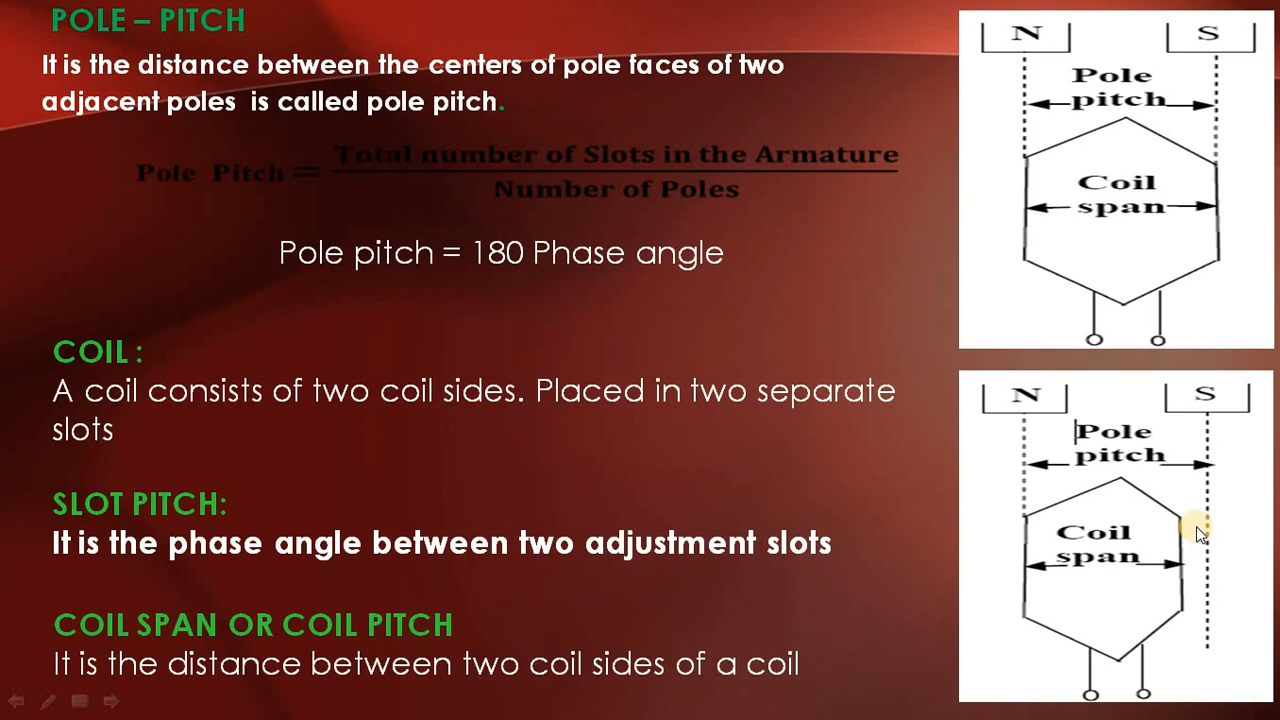 POLE – PITCH
It is the distance between the centers of pole faces of two
adjacent poles is called pole pitch.
Pole Pitch = Total number of Slots in the Armature
Number of Poles
Pole pitch = 180 Phase angle
COIL :
A coil consists of two coil sides. Placed in two separate
slots
SLOT PITCH:
It is the phase angle between two adjustment slots
COIL SPAN OR COIL PITCH
It is the distance between two coil sides of a coil
N S
Pole
pitch
Coil
span
N S
Pole
pitch
Coil
span